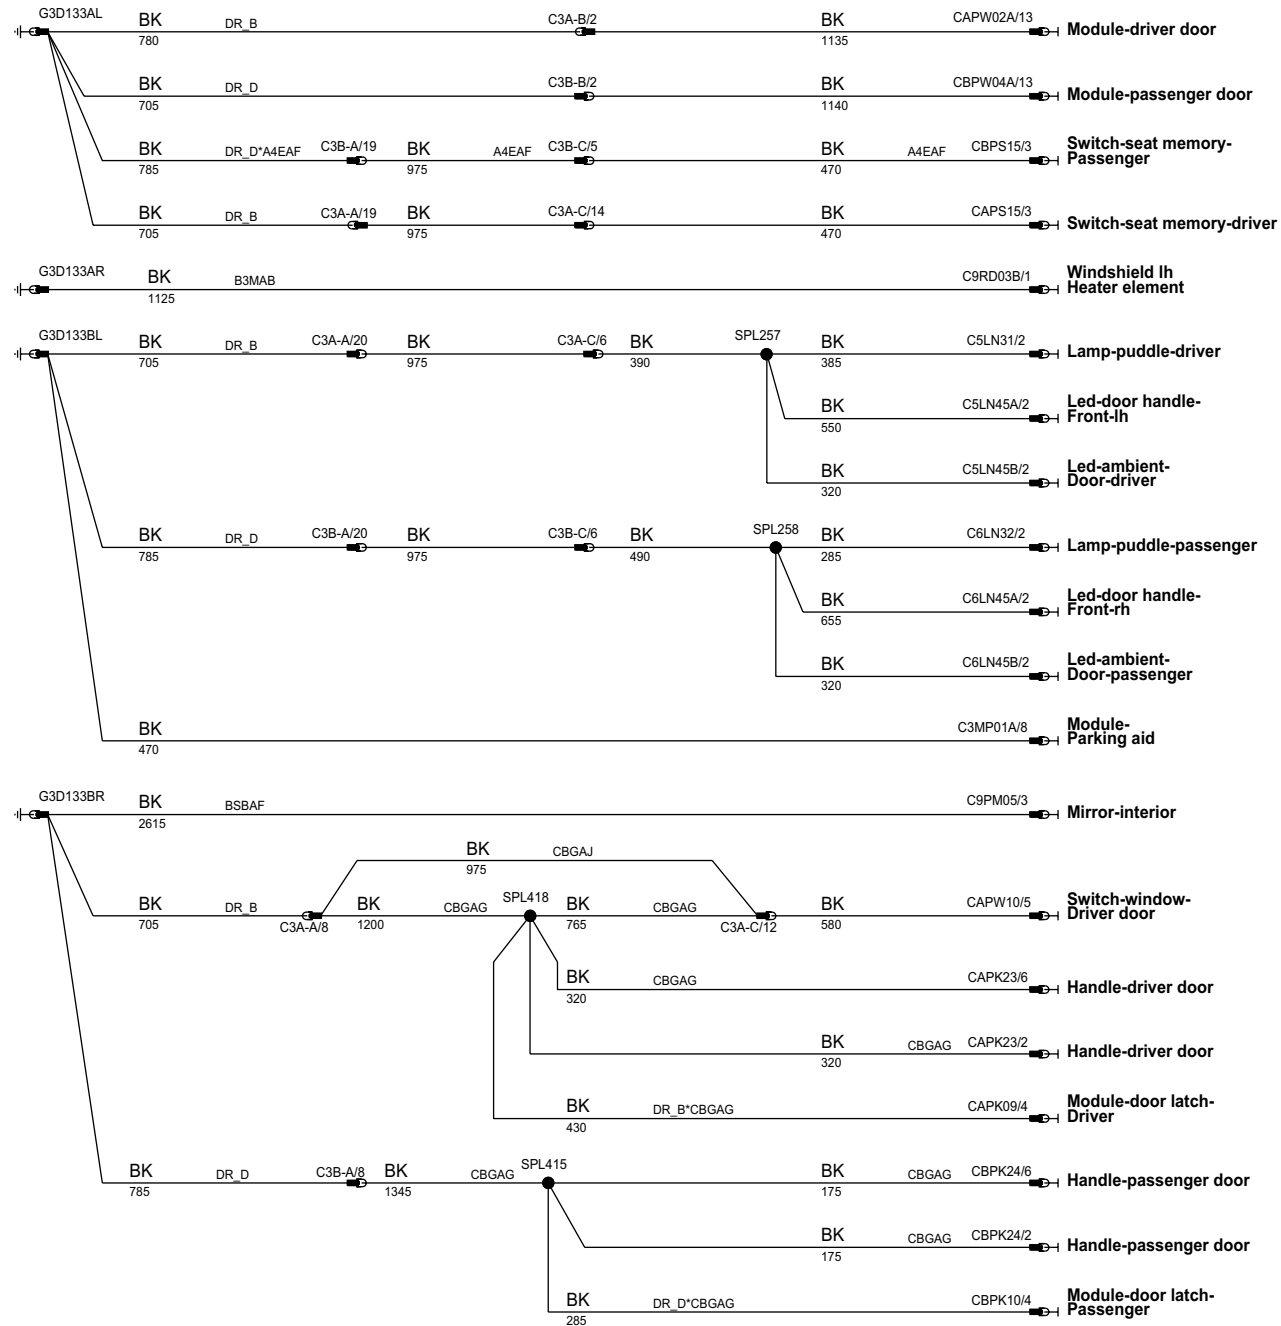 G3D133AL BK DR_B C3A-B/2 BK CAPW02A/13 Module-driver door
780 1135
BK DR_D C3B-B/2 BK CBPW04A/13 Module-passenger door
705 1140
BK DR_D*A4EAF C3B-A/19 BK A4EAF C3B-C/5 BK A4EAF CBPS15/3 Switch-seat memory-
Passenger
785 975 470
BK DR_B C3A-A/19 BK C3A-C/14 BK CAPS15/3 Switch-seat memory-driver
705 975 470
G3D133AR BK B3MAB C9RD03B/1 Windshield lh
Heater element
1125
G3D133BL BK DR_B C3A-A/20 BK C3A-C/6 BK SPL257 BK C5LN31/2 Lamp-puddle-driver
705 975 390 385
BK C5LN45A/2 Led-door handle-
Front-lh
550
BK C5LN45B/2 Led-ambient-
Door-driver
320
BK DR_D C3B-A/20 BK C3B-C/6 BK SPL258 BK C6LN32/2 Lamp-puddle-passenger
785 975 490 285
BK C6LN45A/2 Led-door handle-
Front-rh
655
BK C6LN45B/2 Led-ambient-
Door-passenger
320
BK C3MP01A/8 Module-
Parking aid
470
G3D133BR BK BSBAF C9PM05/3 Mirror-interior
2615
BK CBGAJ
975
BK DR_B C3A-A/8 BK CBGAG SPL418 BK CBGAG C3A-C/12 BK CAPW10/5 Switch-window-
Driver door
705 1200 765 580
BK CBGAG CAPK23/6 Handle-driver door
320
BK CBGAG CAPK23/2 Handle-driver door
320
BK DR_B*CBGAG CAPK09/4 Module-door latch-
Driver
430
BK DR_D C3B-A/8 BK CBGAG SPL415 BK CBGAG CBPK24/6 Handle-passenger door
785 1345 175
BK CBGAG CBPK24/2 Handle-passenger door
175
BK DR_D*CBGAG CBPK10/4 Module-door latch-
Passenger
285